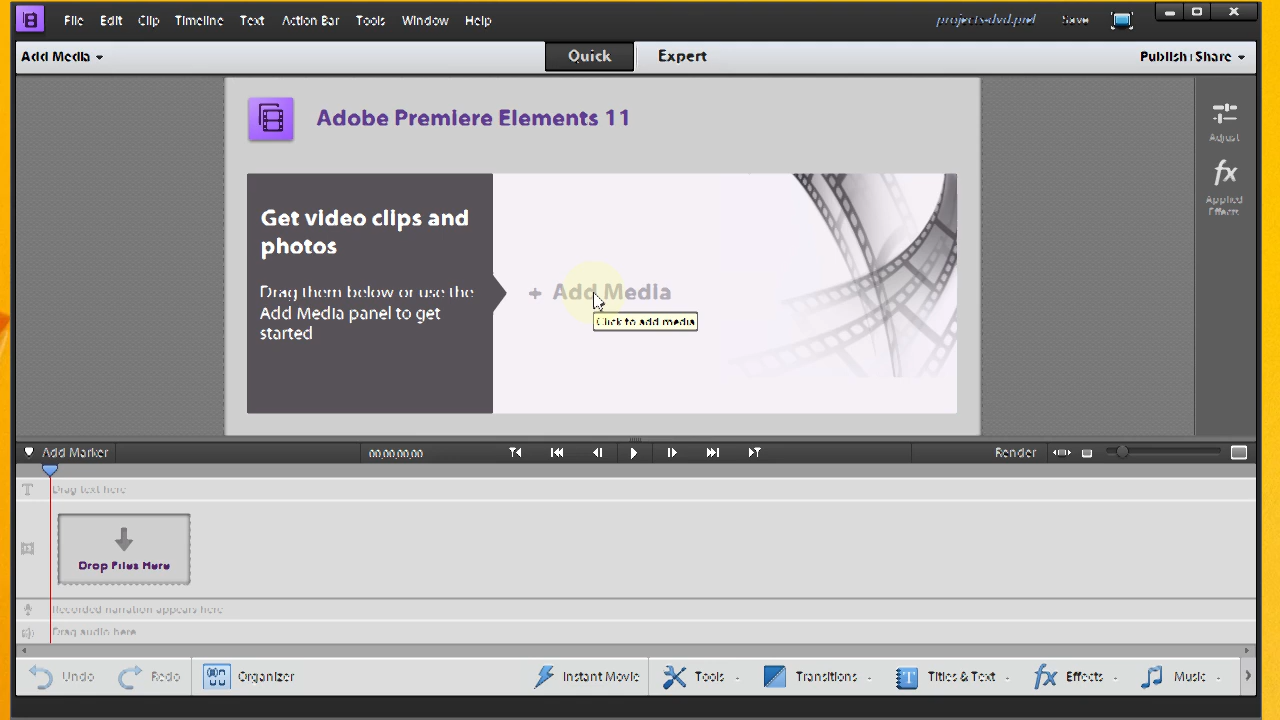 File Edit Clip Timeline Text Action Bar Tools Window Help projects-dvd.prel Save
Add Media Quick Expert Publish+Share
Adobe Premiere Elements 11
Adjust
Applied
Effects
Get video clips and
photos
Drag them below or use the
Add Media panel to get
started
+ Add Media
Click to add media
Add Marker 00;00;00;00 Render
T Drag text here
Drop Files Here
Recorded narration appears here
Drag audio here
Undo Redo Organizer Instant Movie Tools Transitions T Titles & Text fx Effects Music